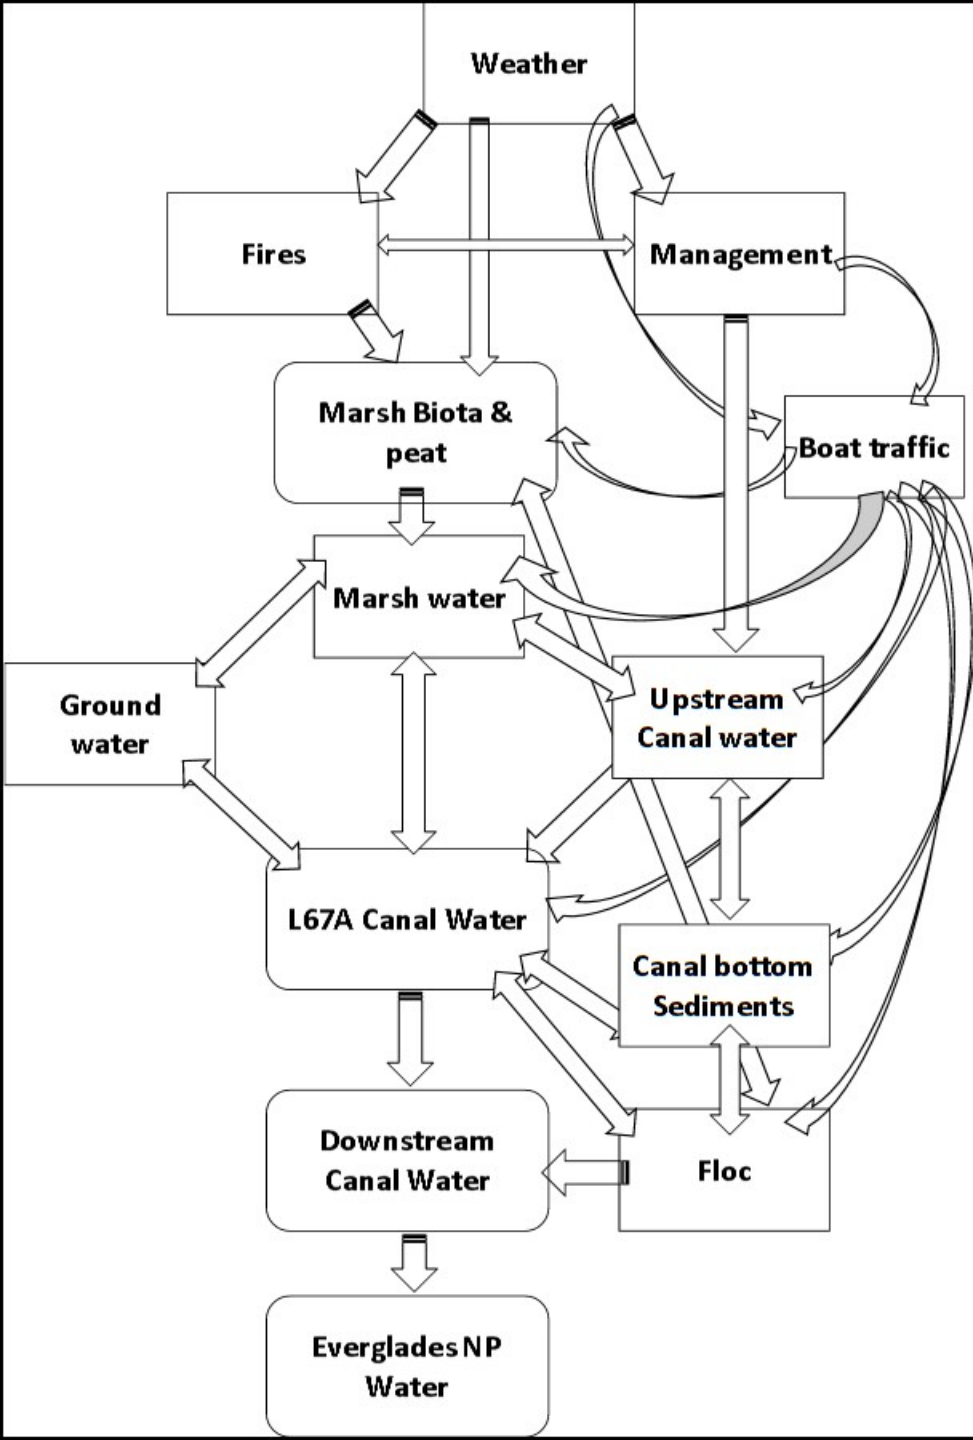 Weather
Fires
Management
Marsh Biota &
peat
Boat traffic
Marsh water
Ground
water
Upstream
Canal water
L67A Canal Water
Canal bottom
Sediments
Downstream
Canal Water
Floc
Everglades NP
Water